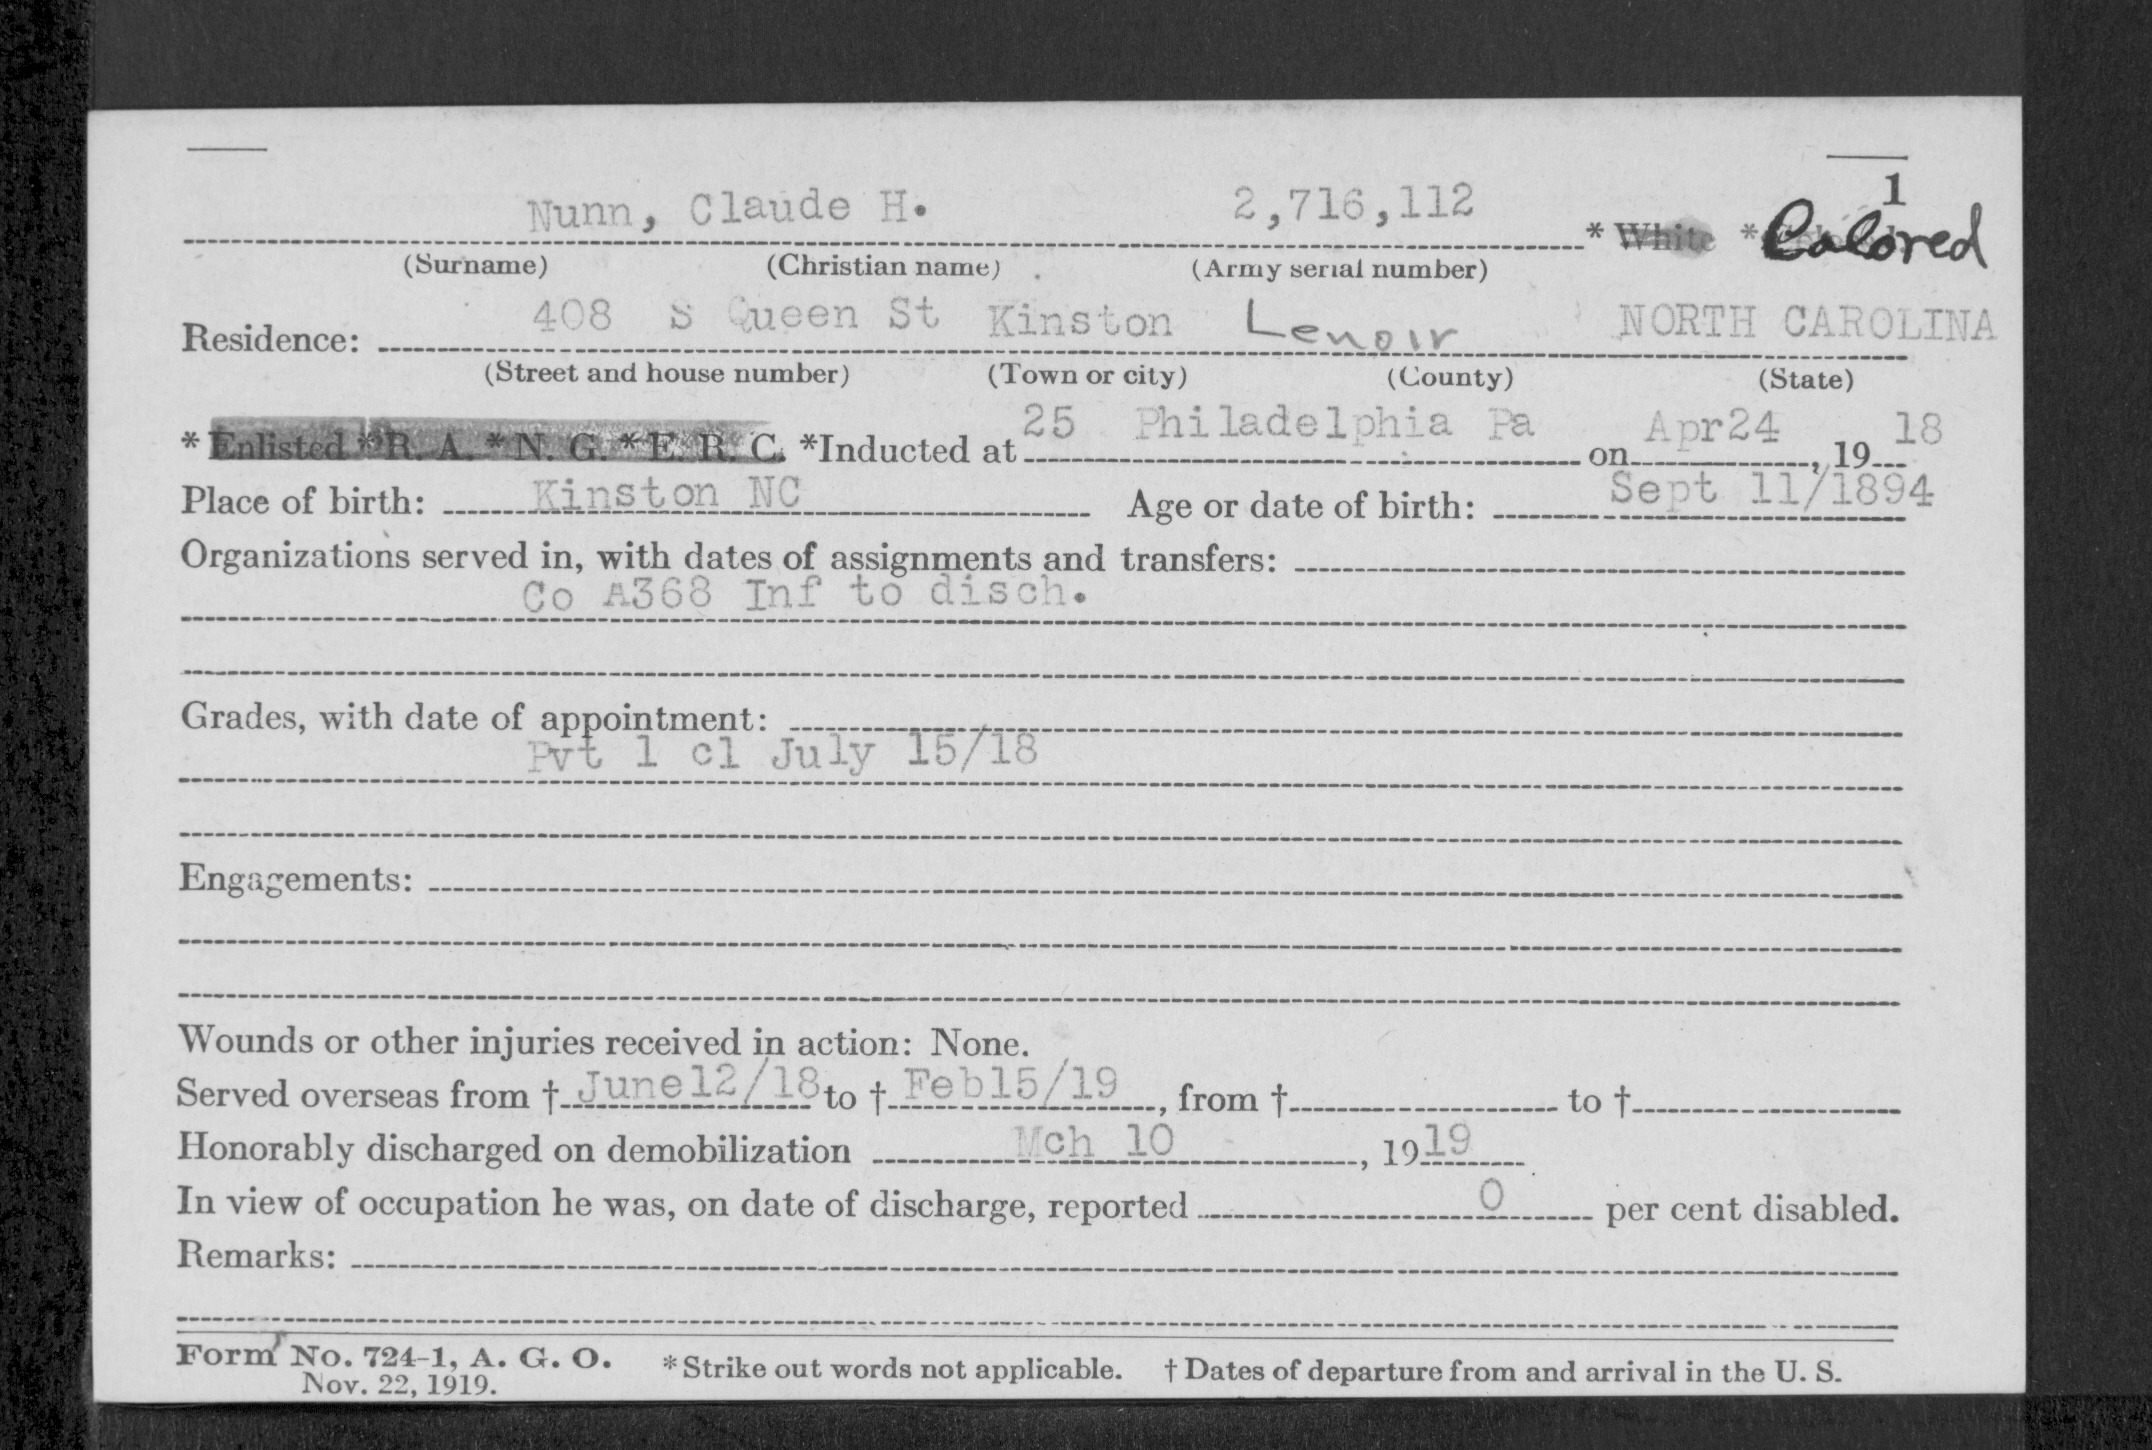 1
Nunn, Claude H. 2,716,112 * White * Colored
(Surname) (Christian name) (Army serial number)
408 S Queen St Kinston Lenoir NORTH CAROLINA
Residence:
(Street and house number) (Town or city) (County) (State)
* Enlisted * R. A. * N. G. * E. R. C. *Inducted at 25 Philadelphia Pa on Apr24, 19 18
Place of birth: Kinston NC Age or date of birth: Sept 11/1894
Organizations served in, with dates of assignments and transfers:
Co A368 Inf to disch.
Grades, with date of appointment:
Pvt 1 cl July 15/18
Engagements:
Wounds or other injuries received in action: None.
Served overseas from † June12/18 to † Feb15/19, from † to †
Honorably discharged on demobilization Mch 10, 1919
In view of occupation he was, on date of discharge, reported 0 per cent disabled.
Remarks:
Form No. 724-1, A. G. O. * Strike out words not applicable. † Dates of departure from and arrival in the U. S.
Nov. 22, 1919.